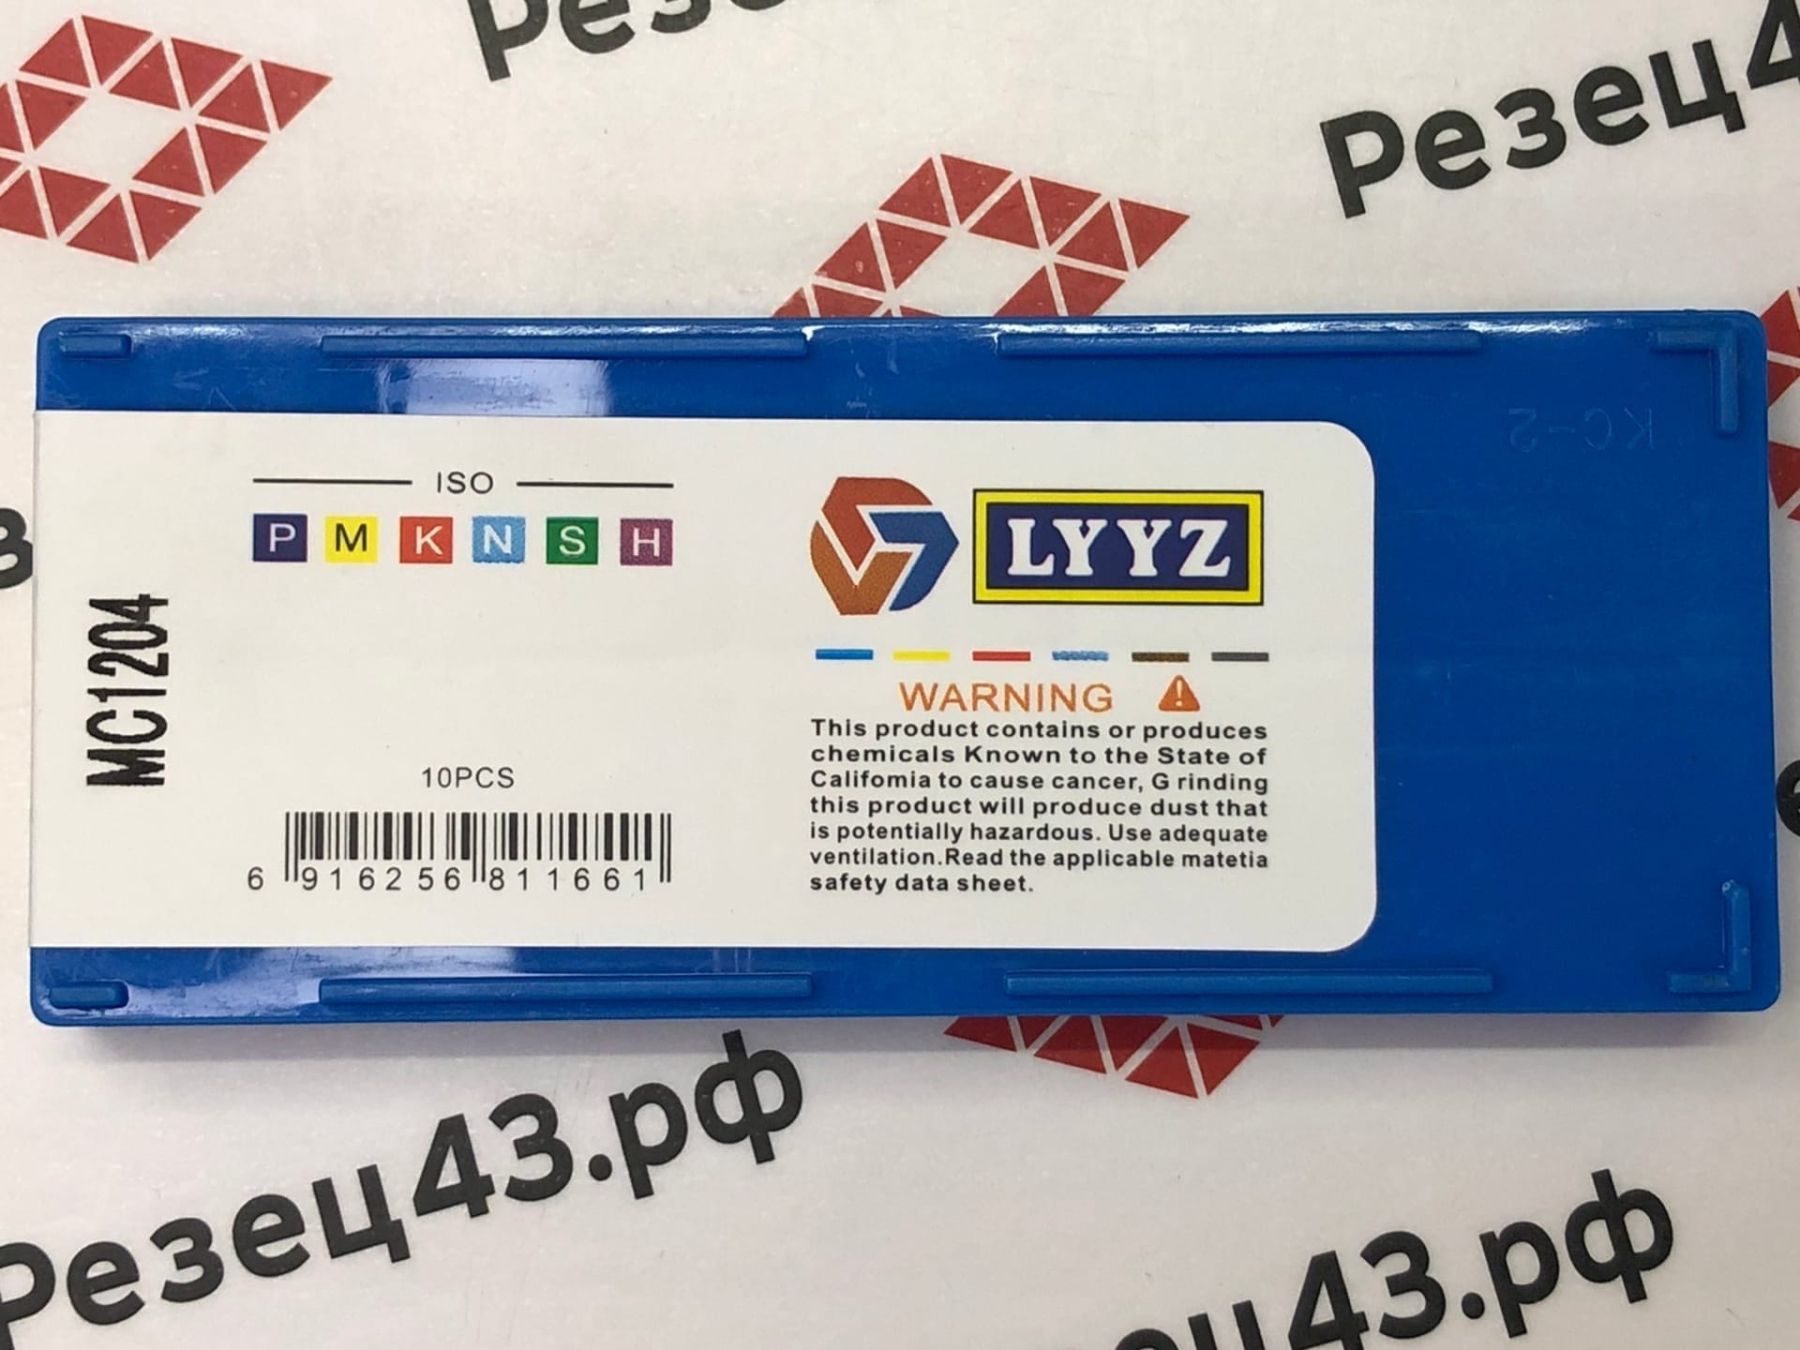 Резец4
KC-2
ISO
P M K N S H
MC1204
10PCS
6 916256 811661
LYYZ
WARNING
This product contains or produces
chemicals Known to the State of
Califomia to cause cancer, G rinding
this product will produce dust that
is potentially hazardous. Use adequate
ventilation.Read the applicable matetia
safety data sheet.
Резец43.рф
ец43.рф